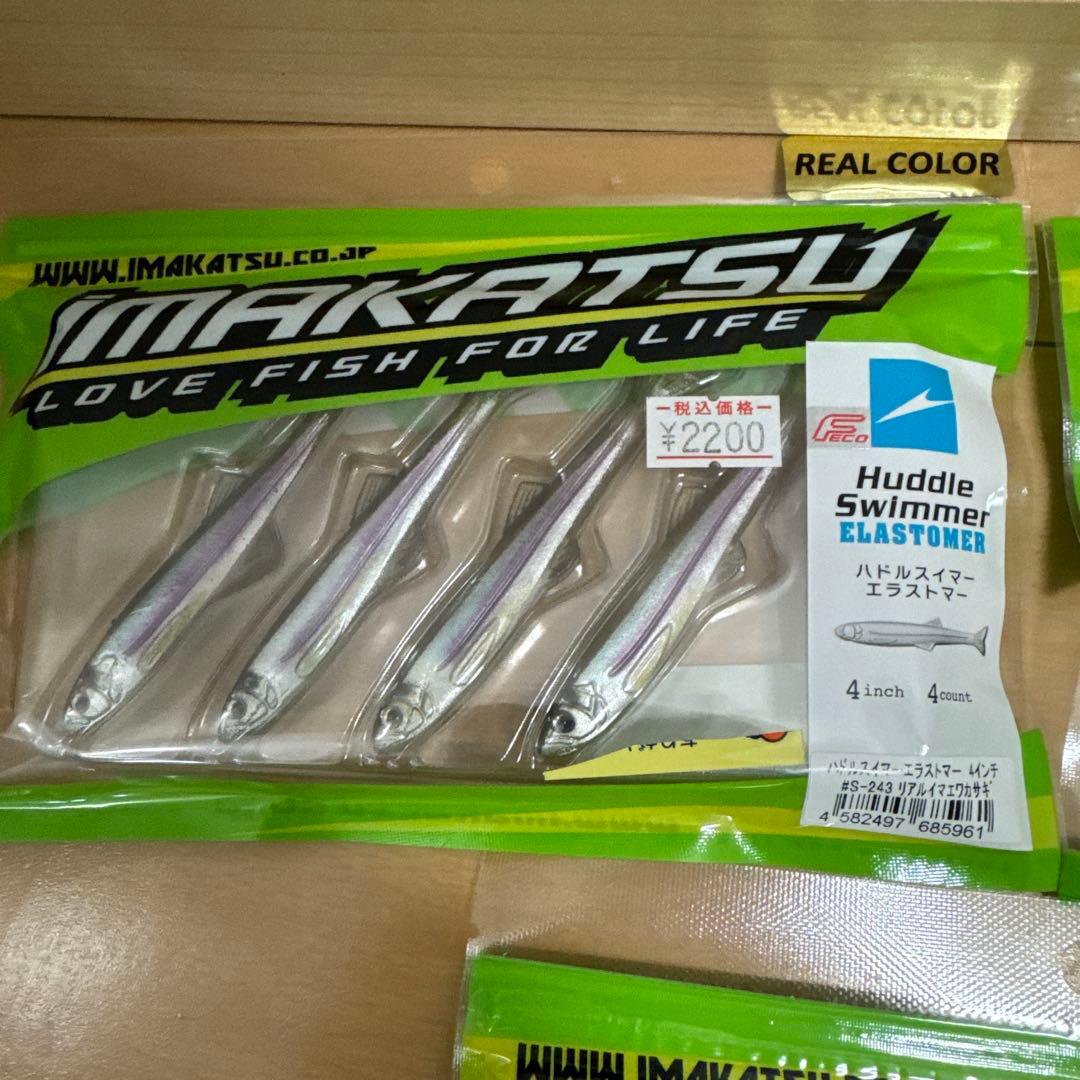 REAL COLOR
WWW.IMAKATSU.CO.JP
IMAKATSU
LOVE FISH FOR LIFE
税込価格
¥2200
FECO
Huddle
Swimmer
ELASTOMER
ハドルスイマー
エラストマー
4 inch 4 count
ハドルスイマー エラストマー 4インチ
#S-243 リアルイマエワカサギ
4 582497 685961
WWW.IMAKATSU.CO